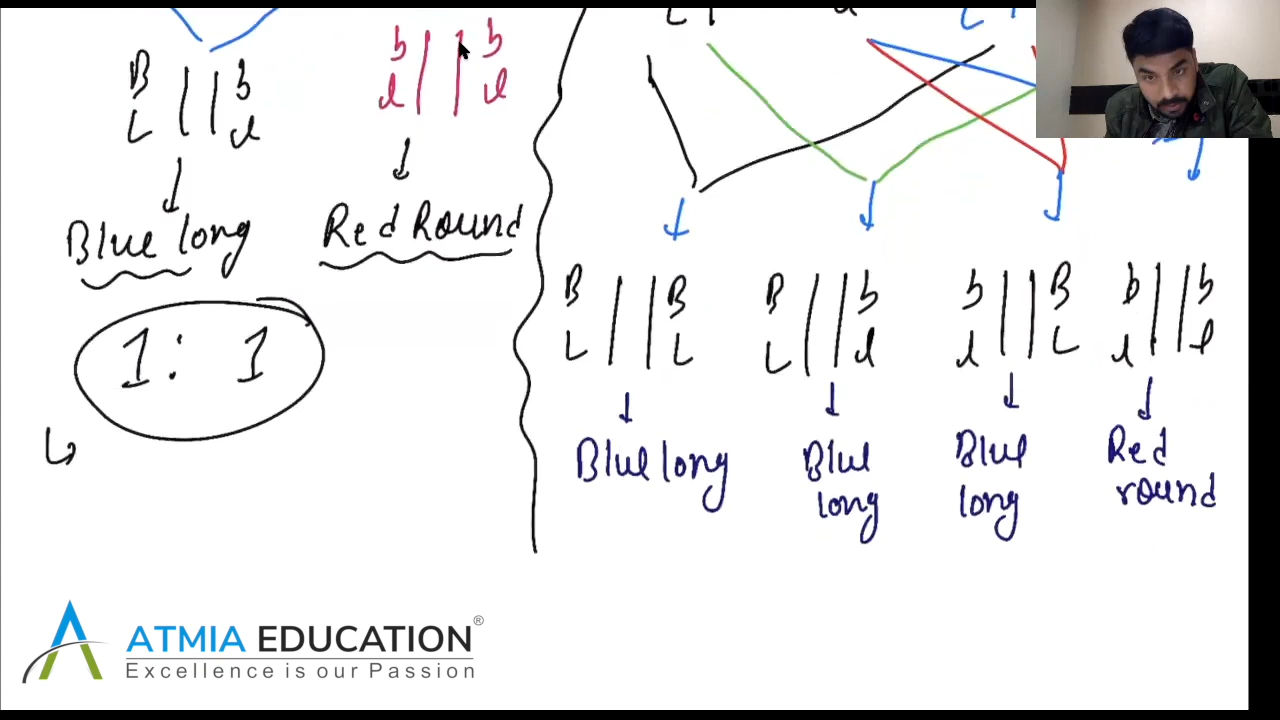 B b
L l
b b
l l
Blue long
Red Round
1 : 1
B B
L L
B b
L l
b B
l L
b b
l l
Blue long
Blue
long
Blue
long
Red
round
ATMIA EDUCATION®
Excellence is our Passion